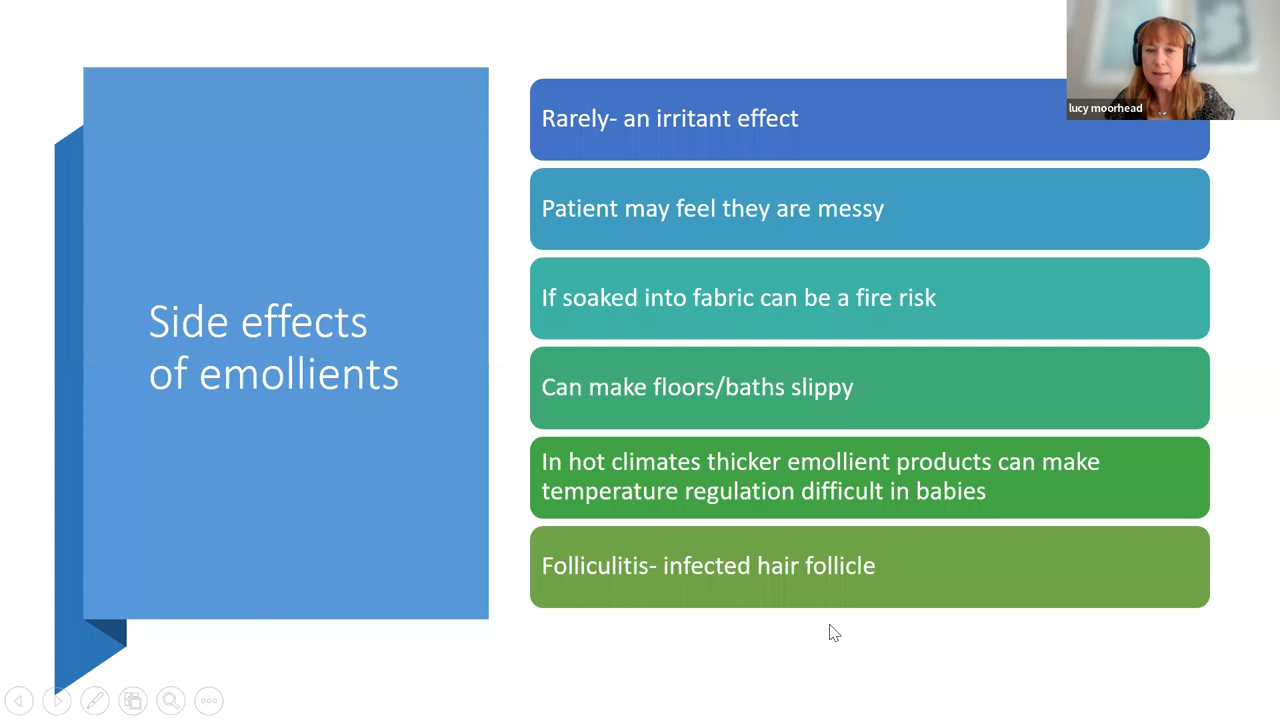 lucy moorhead
Side effects
of emollients
Rarely- an irritant effect
Patient may feel they are messy
If soaked into fabric can be a fire risk
Can make floors/baths slippy
In hot climates thicker emollient products can make
temperature regulation difficult in babies
Folliculitis- infected hair follicle